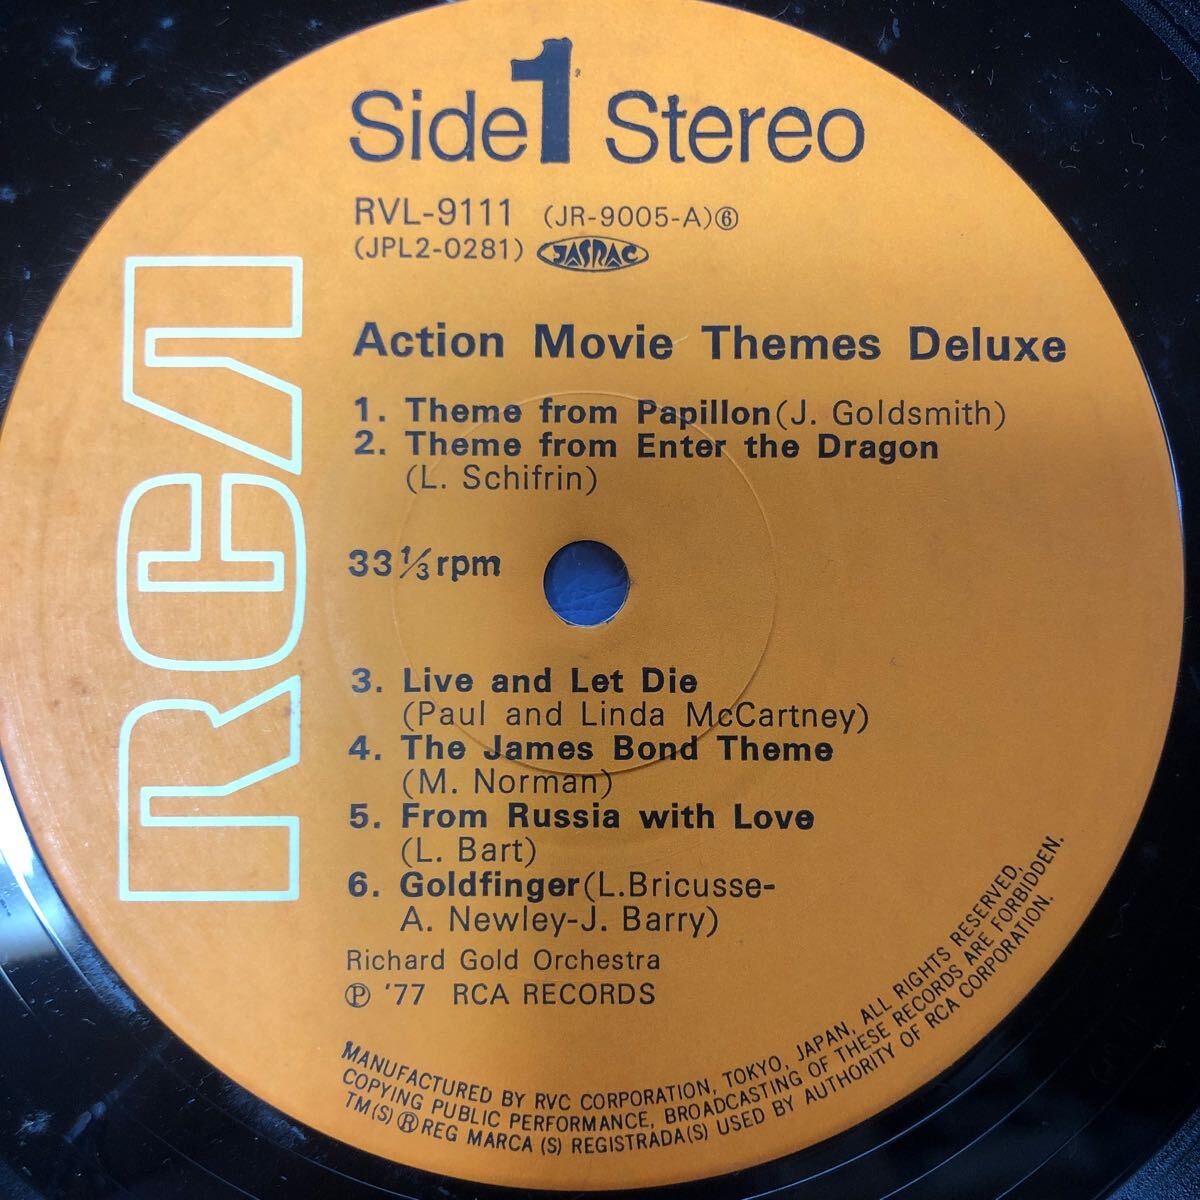 Side 1 Stereo
RVL-9111 (JR-9005-A)⑥
(JPL2-0281) JASRAC
RCA
Action Movie Themes Deluxe
1. Theme from Papillon (J. Goldsmith)
2. Theme from Enter the Dragon
(L. Schifrin)
33 1/3 rpm
3. Live and Let Die
(Paul and Linda McCartney)
4. The James Bond Theme
(M. Norman)
5. From Russia with Love
(L. Bart)
6. Goldfinger (L.Bricusse-
A. Newley-J. Barry)
Richard Gold Orchestra
Ⓟ '77 RCA RECORDS
MANUFACTURED BY RVC CORPORATION, TOKYO, JAPAN, ALL RIGHTS RESERVED,
COPYING PUBLIC PERFORMANCE, BROADCASTING OF THESE RECORDS ARE FORBIDDEN.
TM(S) ® REG MARCA (S) REGISTRADA(S) USED BY AUTHORITY OF RCA CORPORATION.